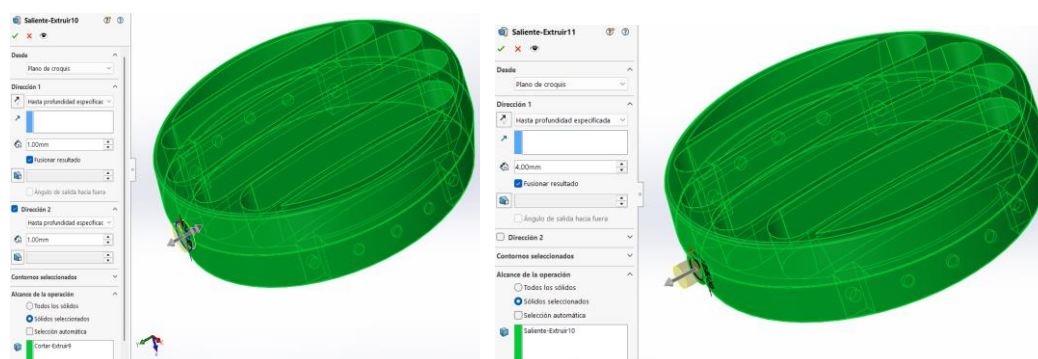 Saliente-Extruir10
Desde
Plano de croquis
Dirección 1
Hasta profundidad especificac
1.00mm
Fusionar resultado
Ángulo de salida hacia fuera
Dirección 2
Hasta profundidad especificac
1.00mm
Contornos seleccionados
Alcance de la operación
Todos los sólidos
Sólidos seleccionados
Selección automática
Cortar-Extruir9
Saliente-Extruir11
Desde
Plano de croquis
Dirección 1
Hasta profundidad especificada
4.00mm
Fusionar resultado
Ángulo de salida hacia fuera
Dirección 2
Contornos seleccionados
Alcance de la operación
Todos los sólidos
Sólidos seleccionados
Selección automática
Saliente-Extruir10